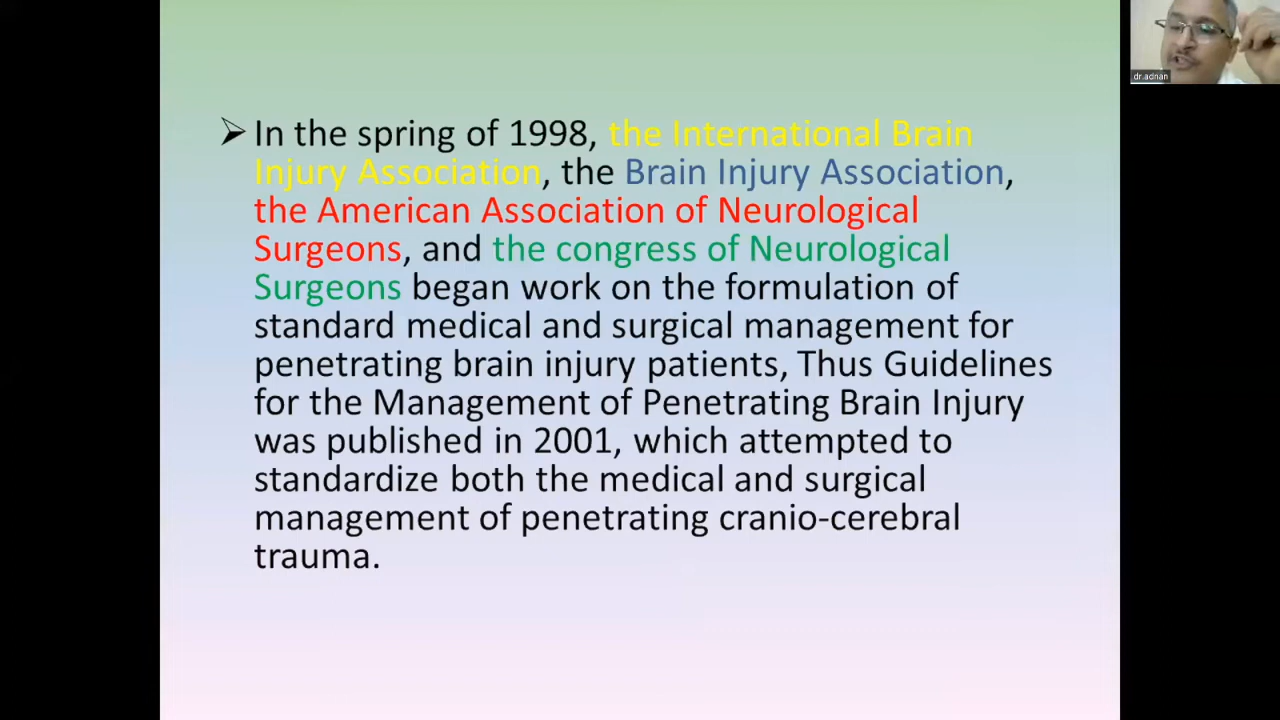 ➢In the spring of 1998, the International Brain
Injury Association, the Brain Injury Association,
the American Association of Neurological
Surgeons, and the congress of Neurological
Surgeons began work on the formulation of
standard medical and surgical management for
penetrating brain injury patients, Thus Guidelines
for the Management of Penetrating Brain Injury
was published in 2001, which attempted to
standardize both the medical and surgical
management of penetrating cranio-cerebral
trauma.
dr.adnan